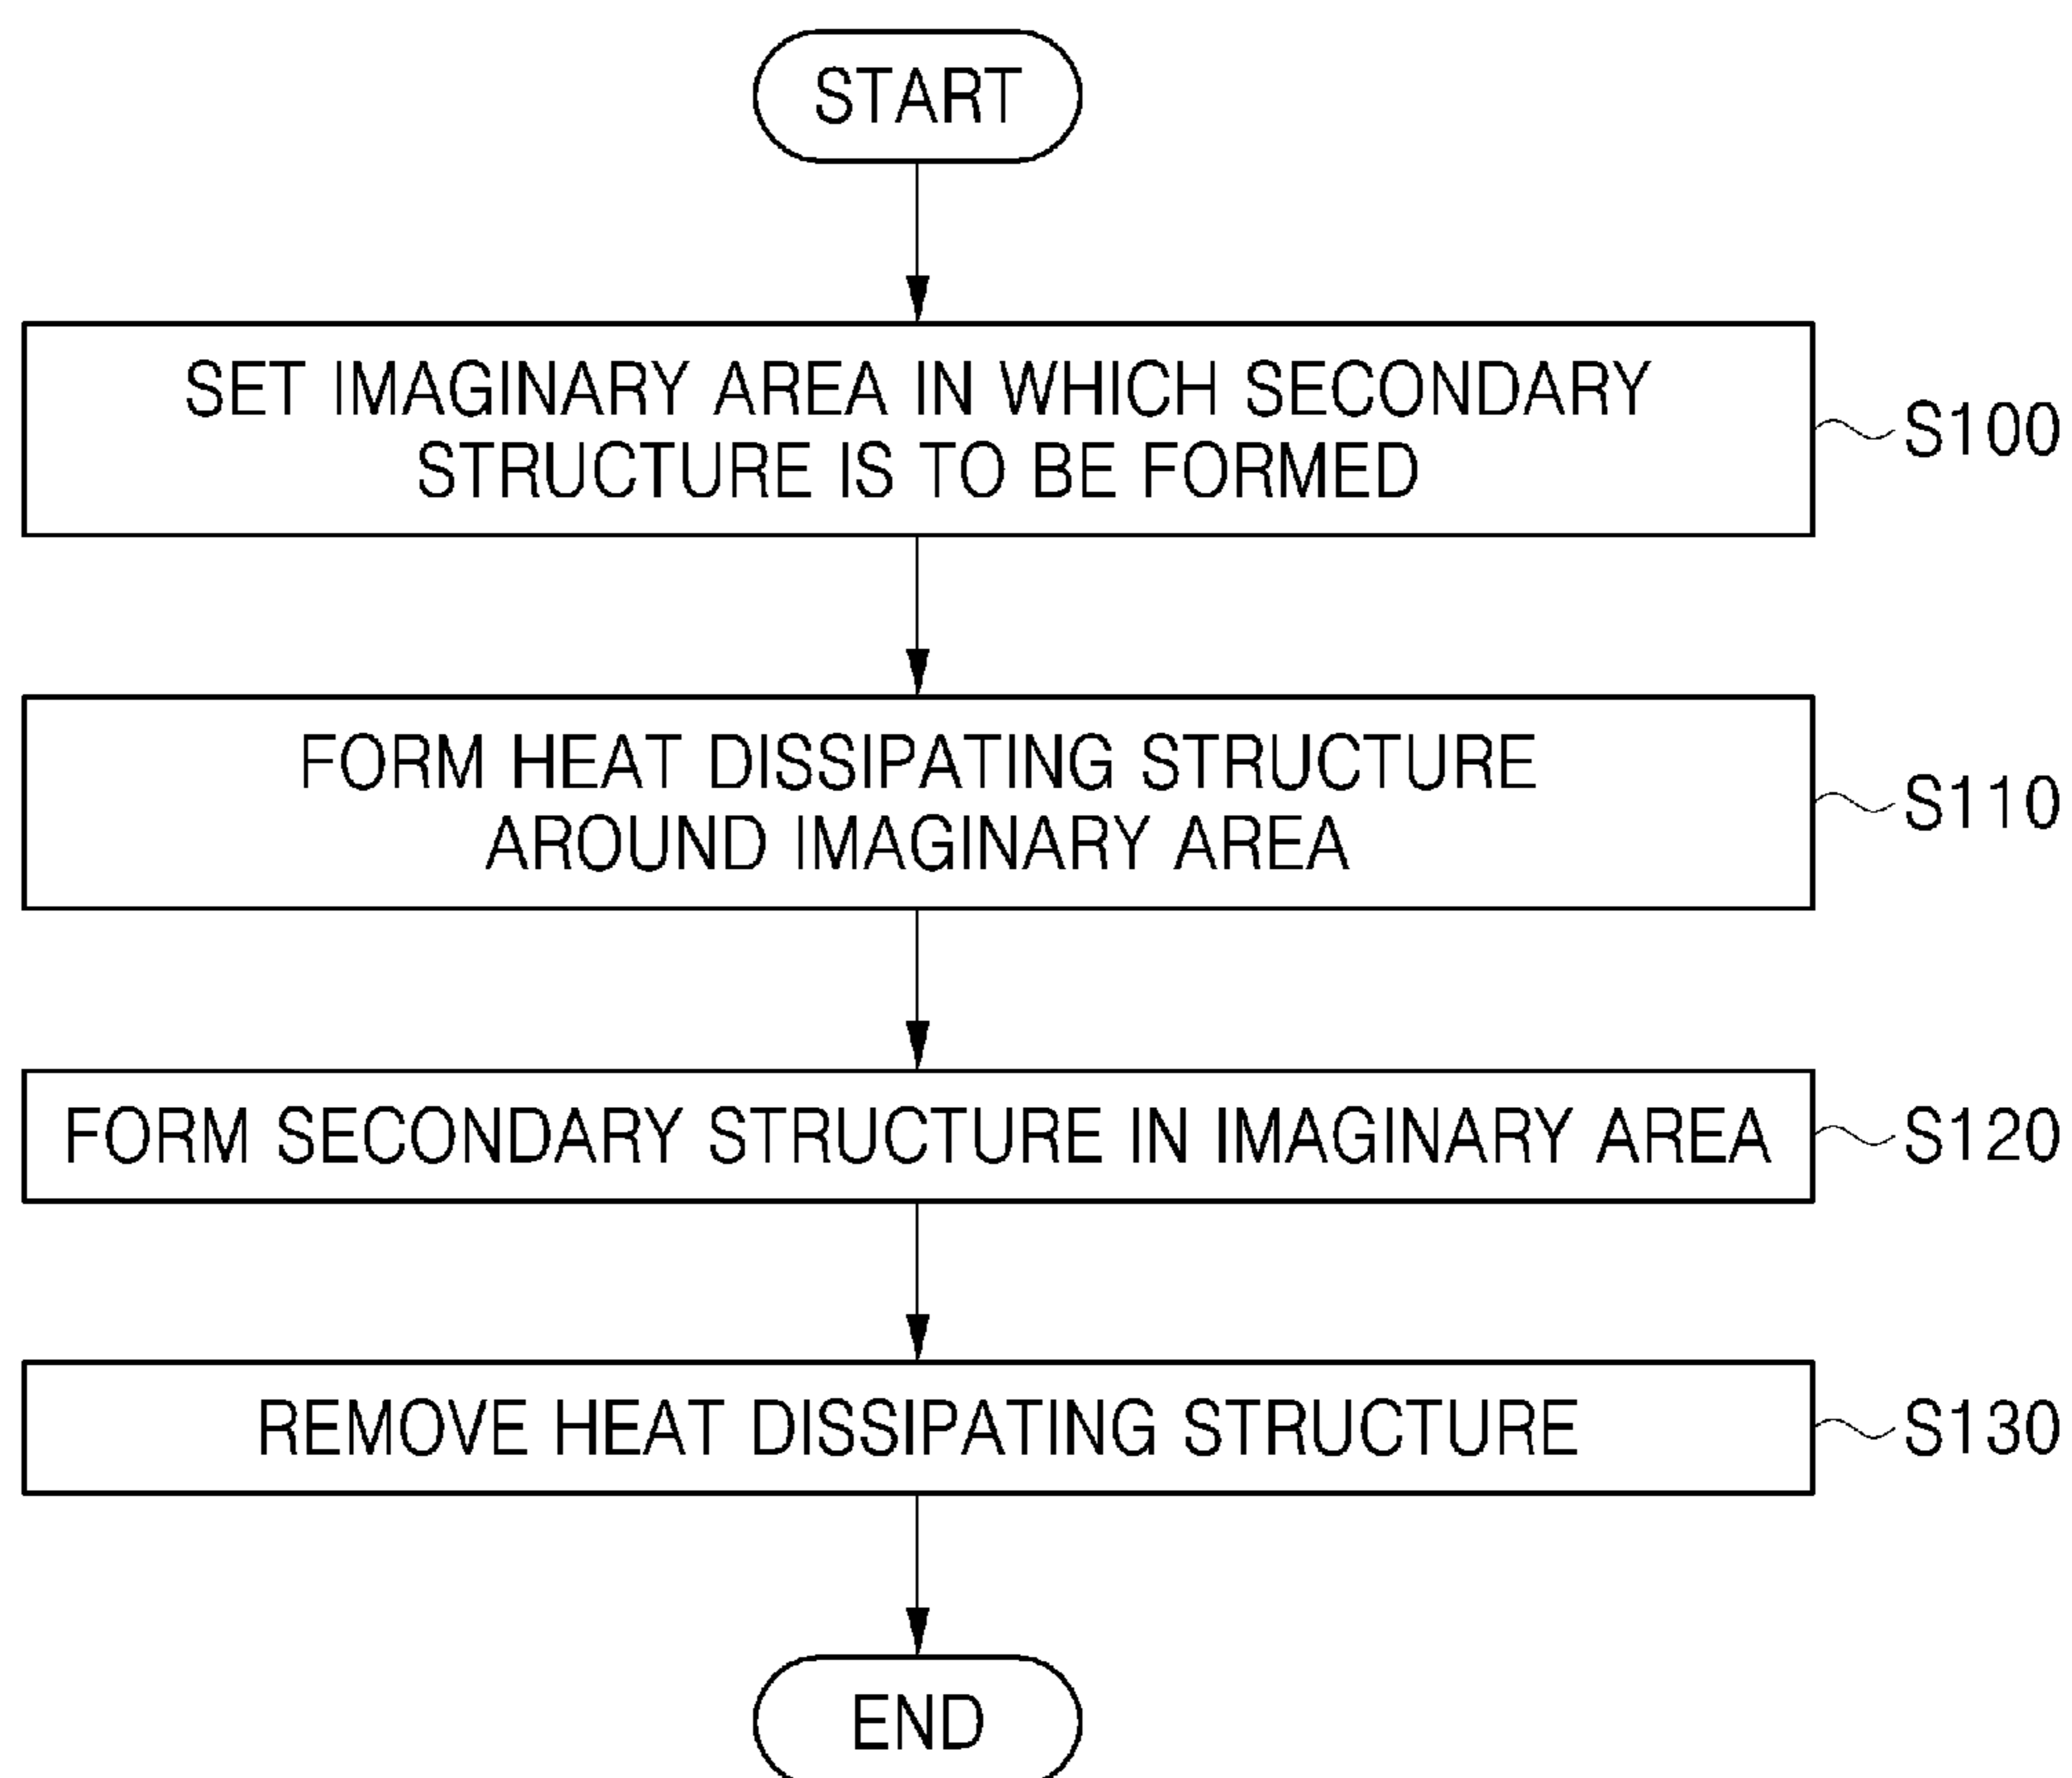 START
SET IMAGINARY AREA IN WHICH SECONDARY
STRUCTURE IS TO BE FORMED
S100
FORM HEAT DISSIPATING STRUCTURE
AROUND IMAGINARY AREA
S110
FORM SECONDARY STRUCTURE IN IMAGINARY AREA
S120
REMOVE HEAT DISSIPATING STRUCTURE
S130
END